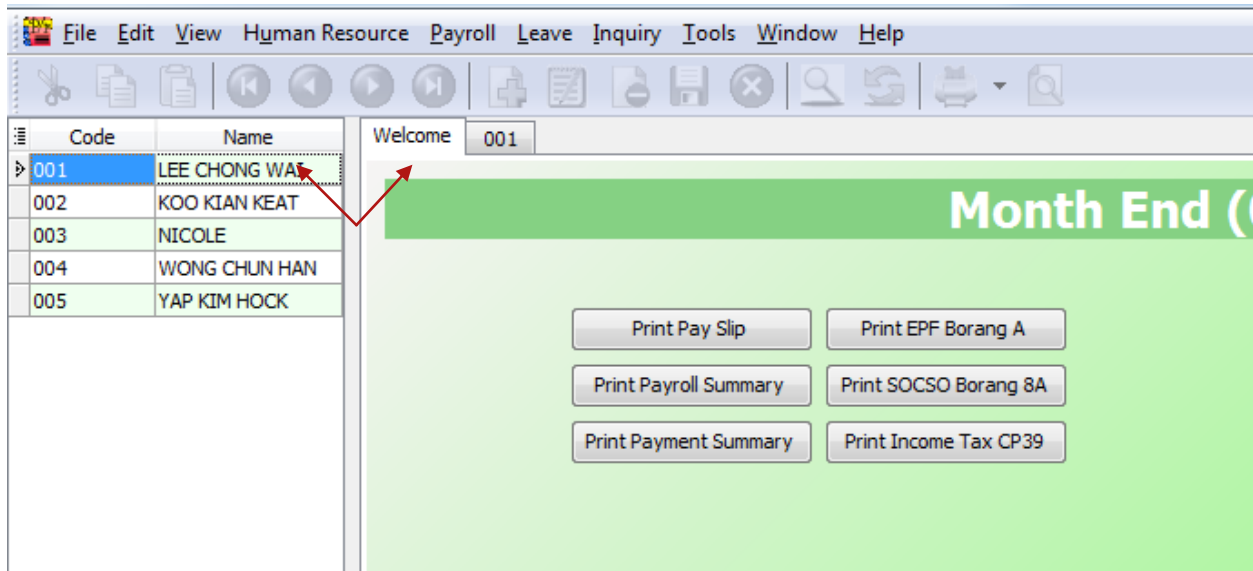 File Edit View Human Resource Payroll Leave Inquiry Tools Window Help
Code Name
001 LEE CHONG WAI
002 KOO KIAN KEAT
003 NICOLE
004 WONG CHUN HAN
005 YAP KIM HOCK
Welcome 001
Month End (
Print Pay Slip Print EPF Borang A
Print Payroll Summary Print SOCSO Borang 8A
Print Payment Summary Print Income Tax CP39